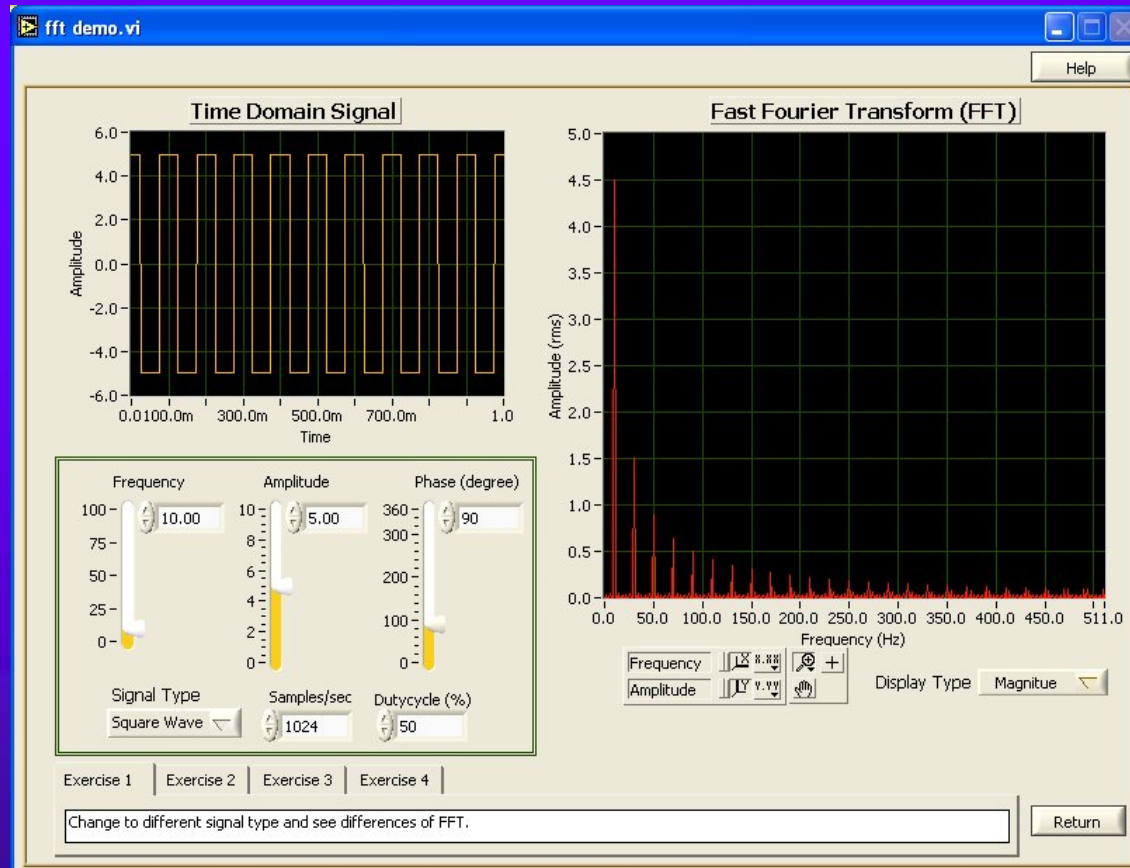 fft demo.vi
Help
Time Domain Signal
6.0
4.0
2.0
0.0
-2.0
-4.0
-6.0
Amplitude
0.0 100.0m 300.0m 500.0m 700.0m 1.0
Time
Fast Fourier Transform (FFT)
5.0
4.5
4.0
3.5
3.0
2.5
2.0
1.5
1.0
0.5
0.0
Amplitude (rms)
0.0 50.0 100.0 150.0 200.0 250.0 300.0 350.0 400.0 450.0 511.0
Frequency (Hz)
Frequency Amplitude Phase (degree)
100
75
50
25
0
10.00
10
8
6
4
2
0
5.00
360
300
200
100
0
90
Signal Type Samples/sec Dutycycle (%)
Square Wave 1024 50
Frequency X X.XX
Amplitude Y Y.YY
Display Type Magnitue
Exercise 1 Exercise 2 Exercise 3 Exercise 4
Change to different signal type and see differences of FFT.
Return